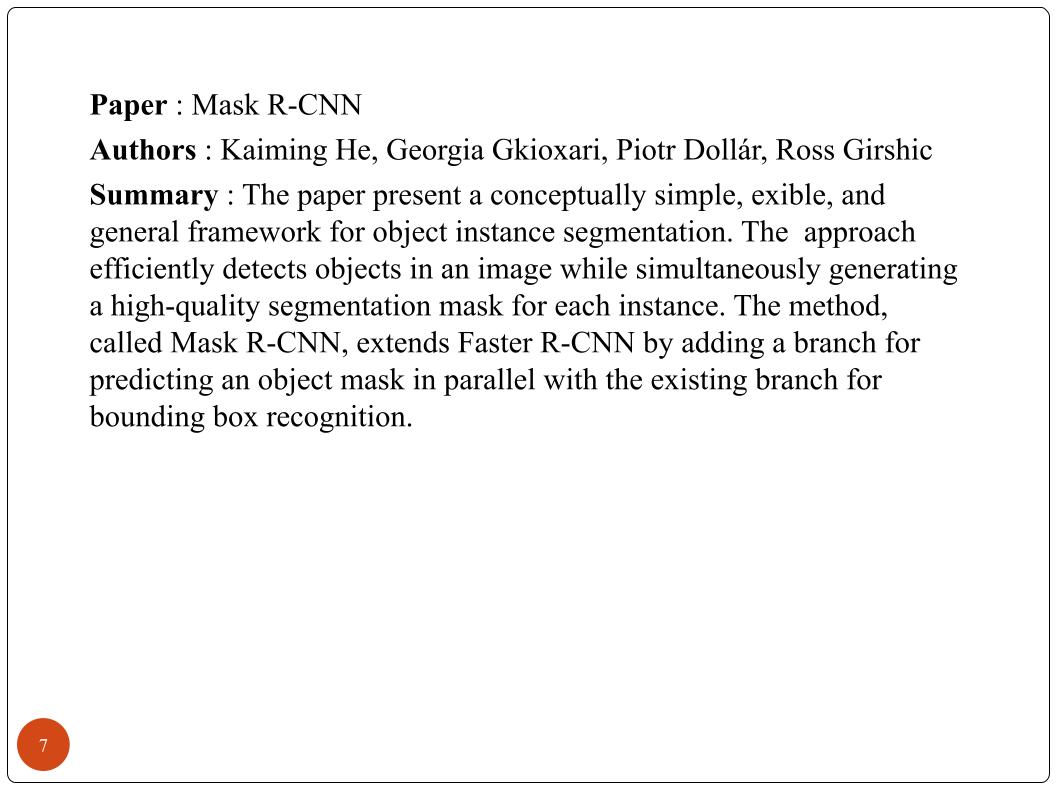 Paper : Mask R-CNN
Authors : Kaiming He, Georgia Gkioxari, Piotr Dollár, Ross Girshic
Summary : The paper present a conceptually simple, exible, and
general framework for object instance segmentation. The  approach
efficiently detects objects in an image while simultaneously generating
a high-quality segmentation mask for each instance. The method,
called Mask R-CNN, extends Faster R-CNN by adding a branch for
predicting an object mask in parallel with the existing branch for
bounding box recognition.
7